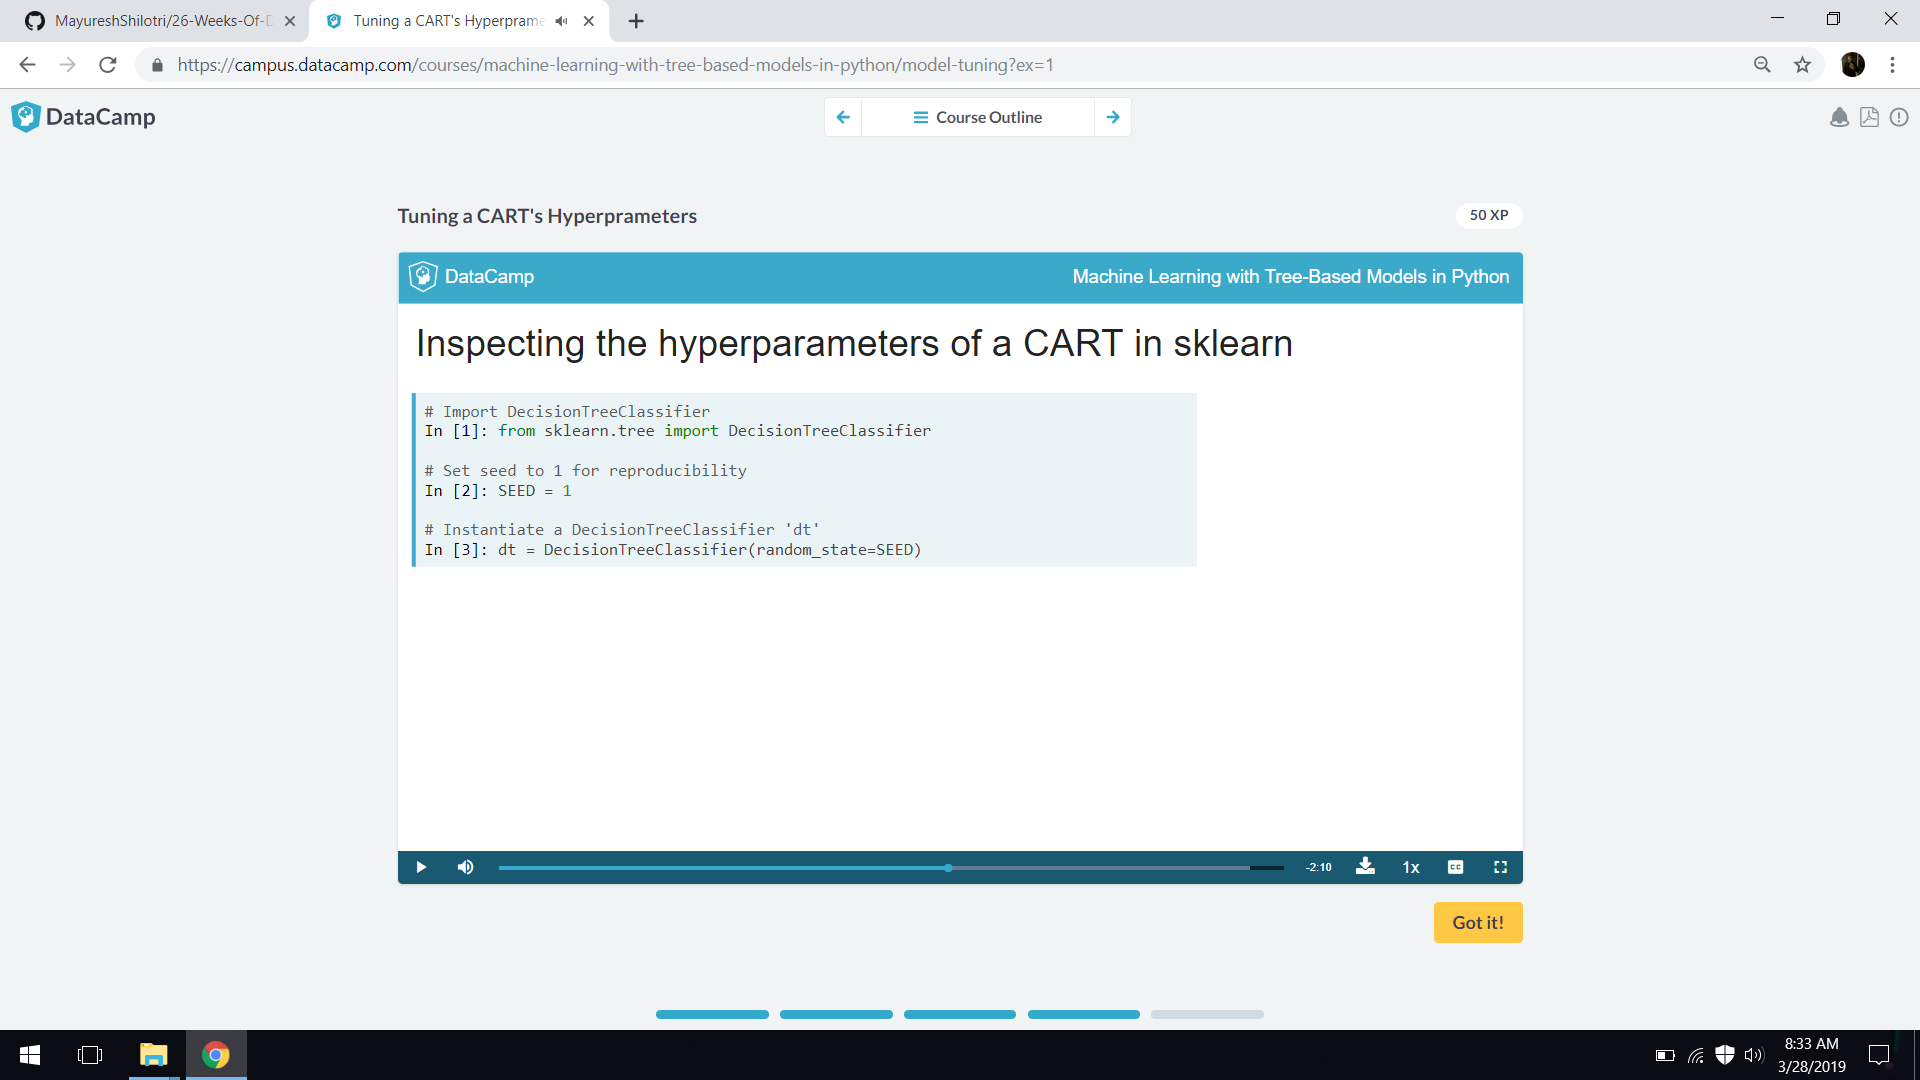 MayureshShilotri/26-Weeks-Of-D
Tuning a CART's Hyperprame
https://campus.datacamp.com/courses/machine-learning-with-tree-based-models-in-python/model-tuning?ex=1
DataCamp
Course Outline
Tuning a CART's Hyperprameters
50 XP
DataCamp
Machine Learning with Tree-Based Models in Python
Inspecting the hyperparameters of a CART in sklearn
# Import DecisionTreeClassifier
In [1]: from sklearn.tree import DecisionTreeClassifier
# Set seed to 1 for reproducibility
In [2]: SEED = 1
# Instantiate a DecisionTreeClassifier 'dt'
In [3]: dt = DecisionTreeClassifier(random_state=SEED)
-2:10
1x
CC
Got it!
8:33 AM
3/28/2019